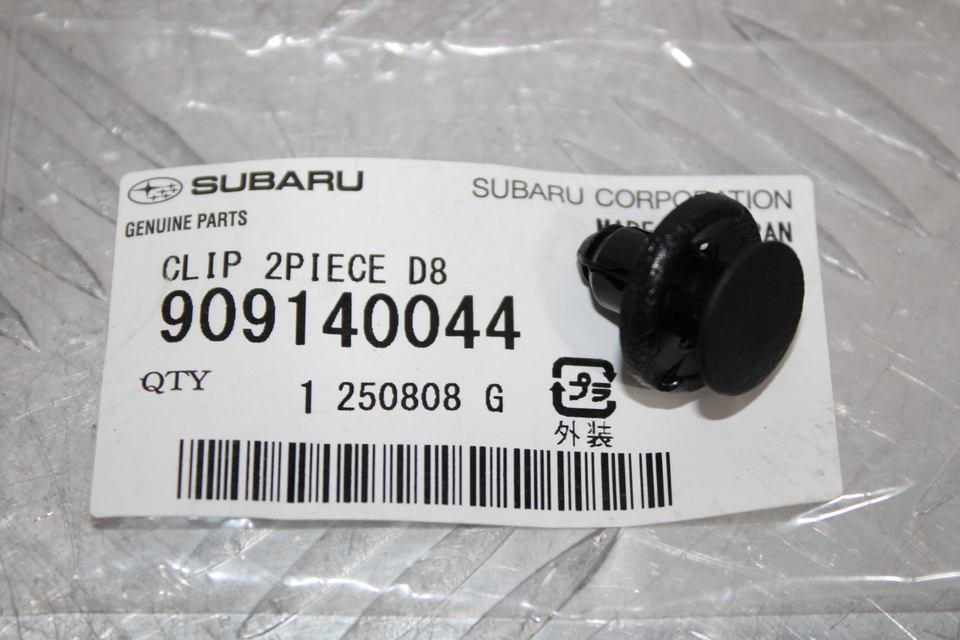 SUBARU
SUBARU CORPORATION
GENUINE PARTS
CLIP 2PIECE D8
909140044
QTY 1 250808 G
プラ
外装